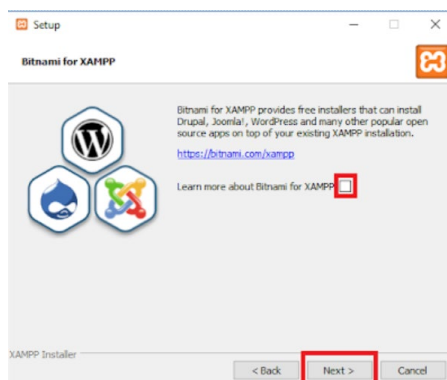 Setup
Bitnami for XAMPP
Bitnami for XAMPP provides free installers that can install
Drupal, Joomla!, WordPress and many other popular open
source apps on top of your existing XAMPP installation.
https://bitnami.com/xampp
Learn more about Bitnami for XAMPP
XAMPP Installer
< Back
Next >
Cancel